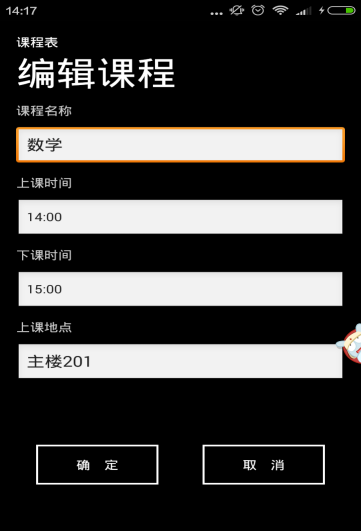 14:17
课程表
编辑课程
课程名称
数学
上课时间
14:00
下课时间
15:00
上课地点
主楼201
确 定
取 消